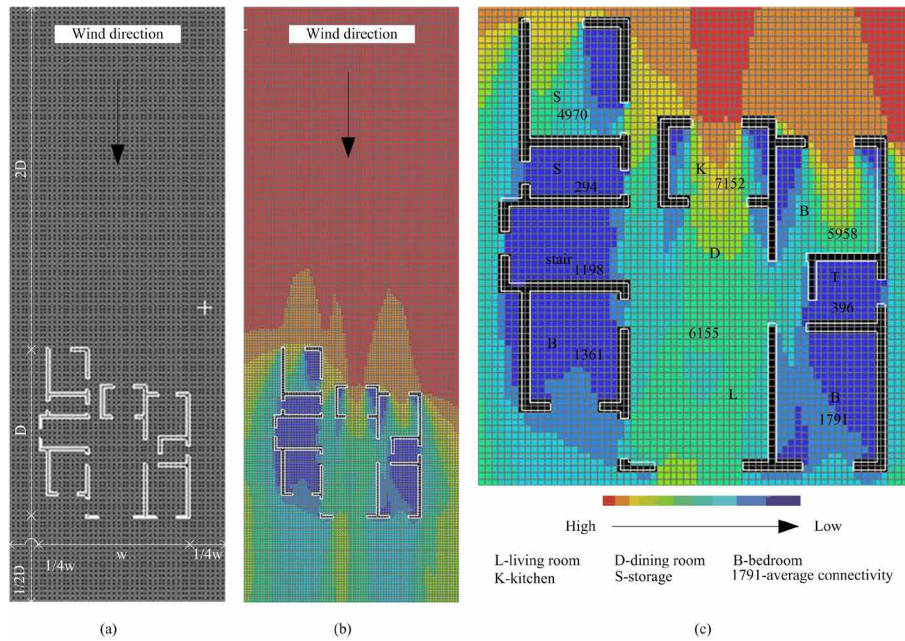 Wind direction
2D
D
1/2D
1/4w
w
1/4w
(a)
Wind direction
(b)
S
4970
S
294
K
7152
B
5958
D
stair
1198
T
396
6155
B
1361
L
B
1791
High
Low
L-living room
D-dining room
B-bedroom
K-kitchen
S-storage
1791-average connectivity
(c)